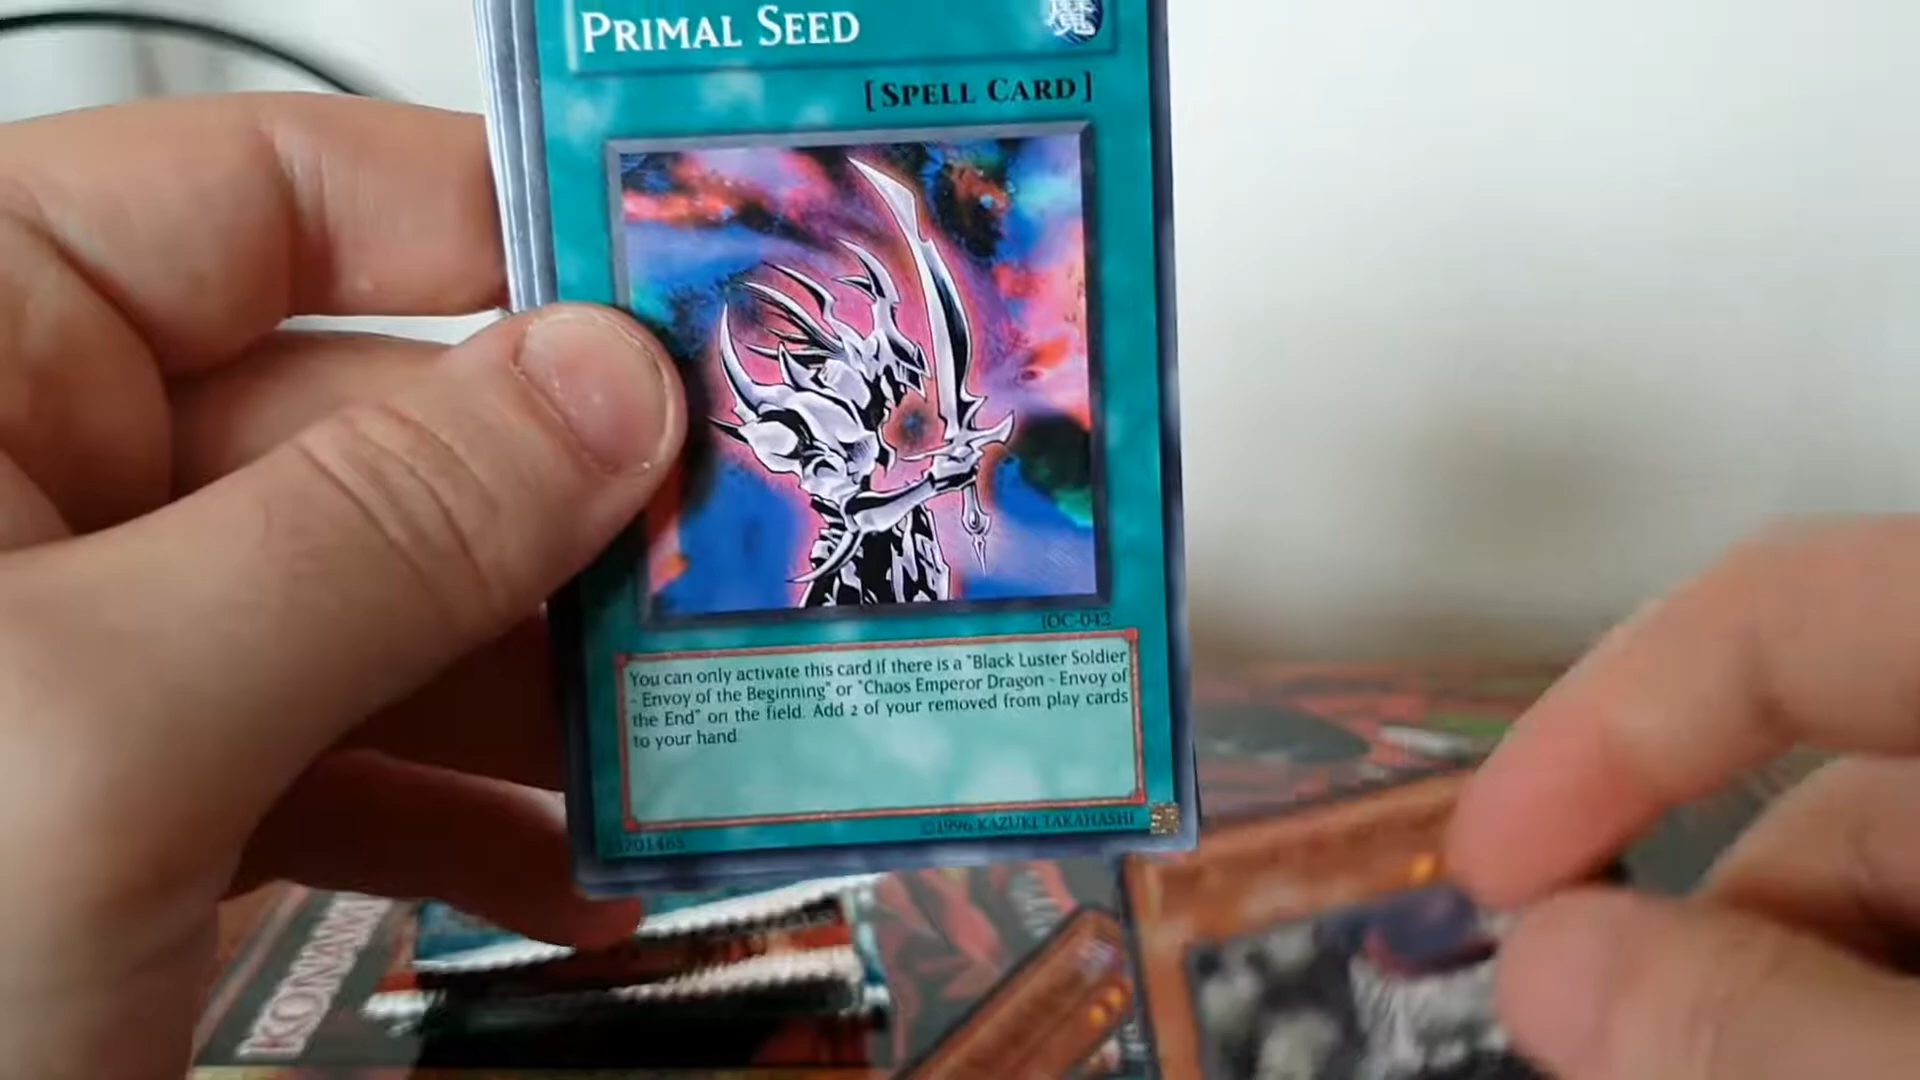 PRIMAL SEED
魔
[SPELL CARD]
IOC-042
You can only activate this card if there is a "Black Luster Soldier
- Envoy of the Beginning" or "Chaos Emperor Dragon - Envoy of
the End" on the field. Add 2 of your removed from play cards
to your hand
©1996 KAZUKI TAKAHASHI
KONAMI